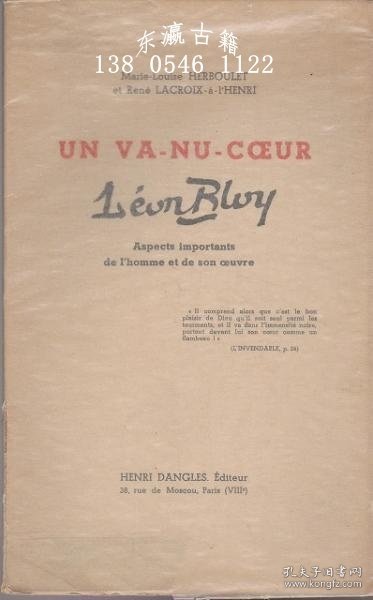 东瀛古籍
138 0546 1122
Marie-Louise HERBOULET
et René LACROIX-à-l'HENRI
UN VA-NU-CŒUR
Léon Bloy
Aspects importants
de l'homme et de son œuvre
« Il comprend alors que c'est le bon
plaisir de Dieu qu'il soit seul parmi les
tourments, et il va dans l'immensité noire,
portant devant lui son cœur comme un
flambeau ! »
(L'INVENDABLE, p. 24)
HENRI DANGLES. Éditeur
38, rue de Moscou, Paris (VIIIe)
孔夫子旧书网